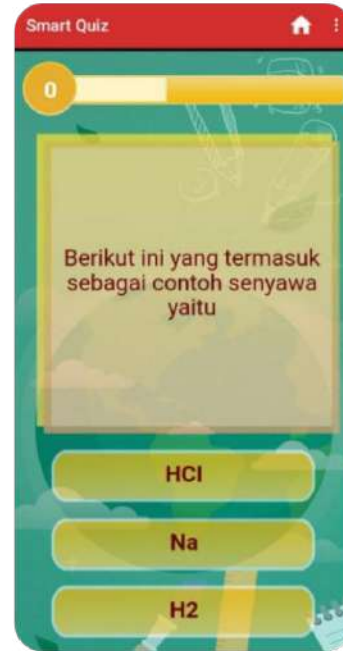 Smart Quiz
0
Berikut ini yang termasuk
sebagai contoh senyawa
yaitu
HCl
Na
H2